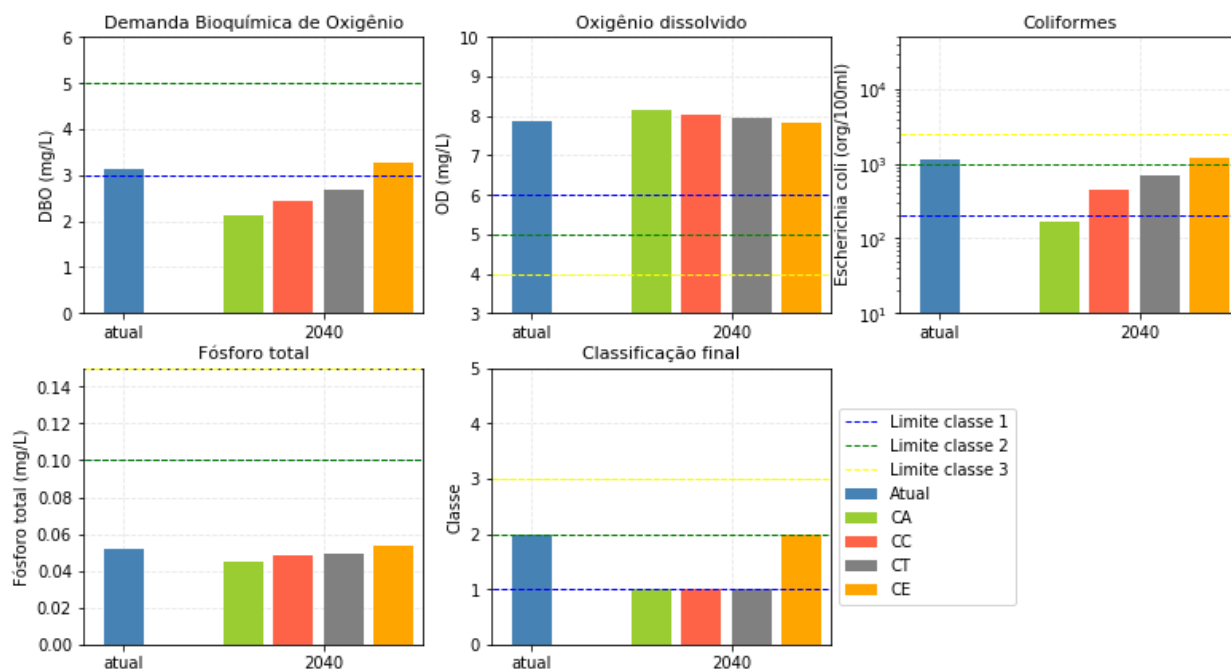 Demanda Bioquímica de Oxigênio
DBO (mg/L)
6
5
4
3
2
1
0
atual
2040
Oxigênio dissolvido
OD (mg/L)
10
9
8
7
6
5
4
3
atual
2040
Coliformes
Escherichia coli (org/100ml)
10⁴
10³
10²
10¹
atual
2040
Fósforo total
Fósforo total (mg/L)
0.14
0.12
0.10
0.08
0.06
0.04
0.02
0.00
atual
2040
Classificação final
Classe
5
4
3
2
1
0
atual
2040
Limite classe 1
Limite classe 2
Limite classe 3
Atual
CA
CC
CT
CE